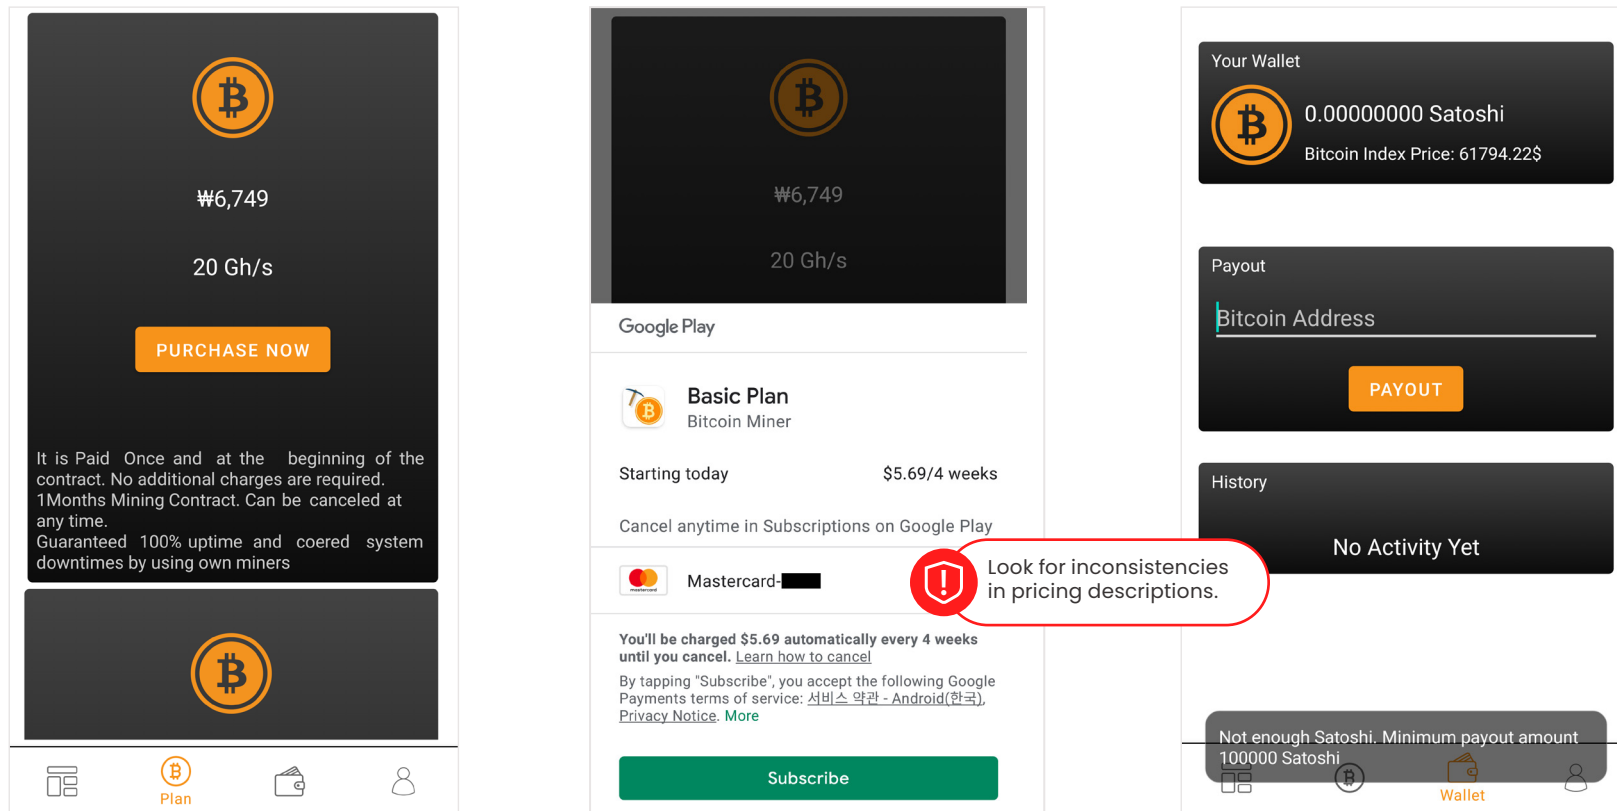 ₩6,749
20 Gh/s
PURCHASE NOW
It is Paid Once and at the beginning of the
contract. No additional charges are required.
1Months Mining Contract. Can be canceled at
any time.
Guaranteed 100% uptime and coered system
downtimes by using own miners
Plan
₩6,749
20 Gh/s
Google Play
Basic Plan
Bitcoin Miner
Starting today $5.69/4 weeks
Cancel anytime in Subscriptions on Google Play
mastercard
Mastercard-
You'll be charged $5.69 automatically every 4 weeks
until you cancel. Learn how to cancel
By tapping "Subscribe", you accept the following Google
Payments terms of service: 서비스 약관 - Android(한국),
Privacy Notice. More
Subscribe
Look for inconsistencies
in pricing descriptions.
Your Wallet
0.00000000 Satoshi
Bitcoin Index Price: 61794.22$
Payout
Bitcoin Address
PAYOUT
History
No Activity Yet
Not enough Satoshi. Minimum payout amount
100000 Satoshi
Wallet